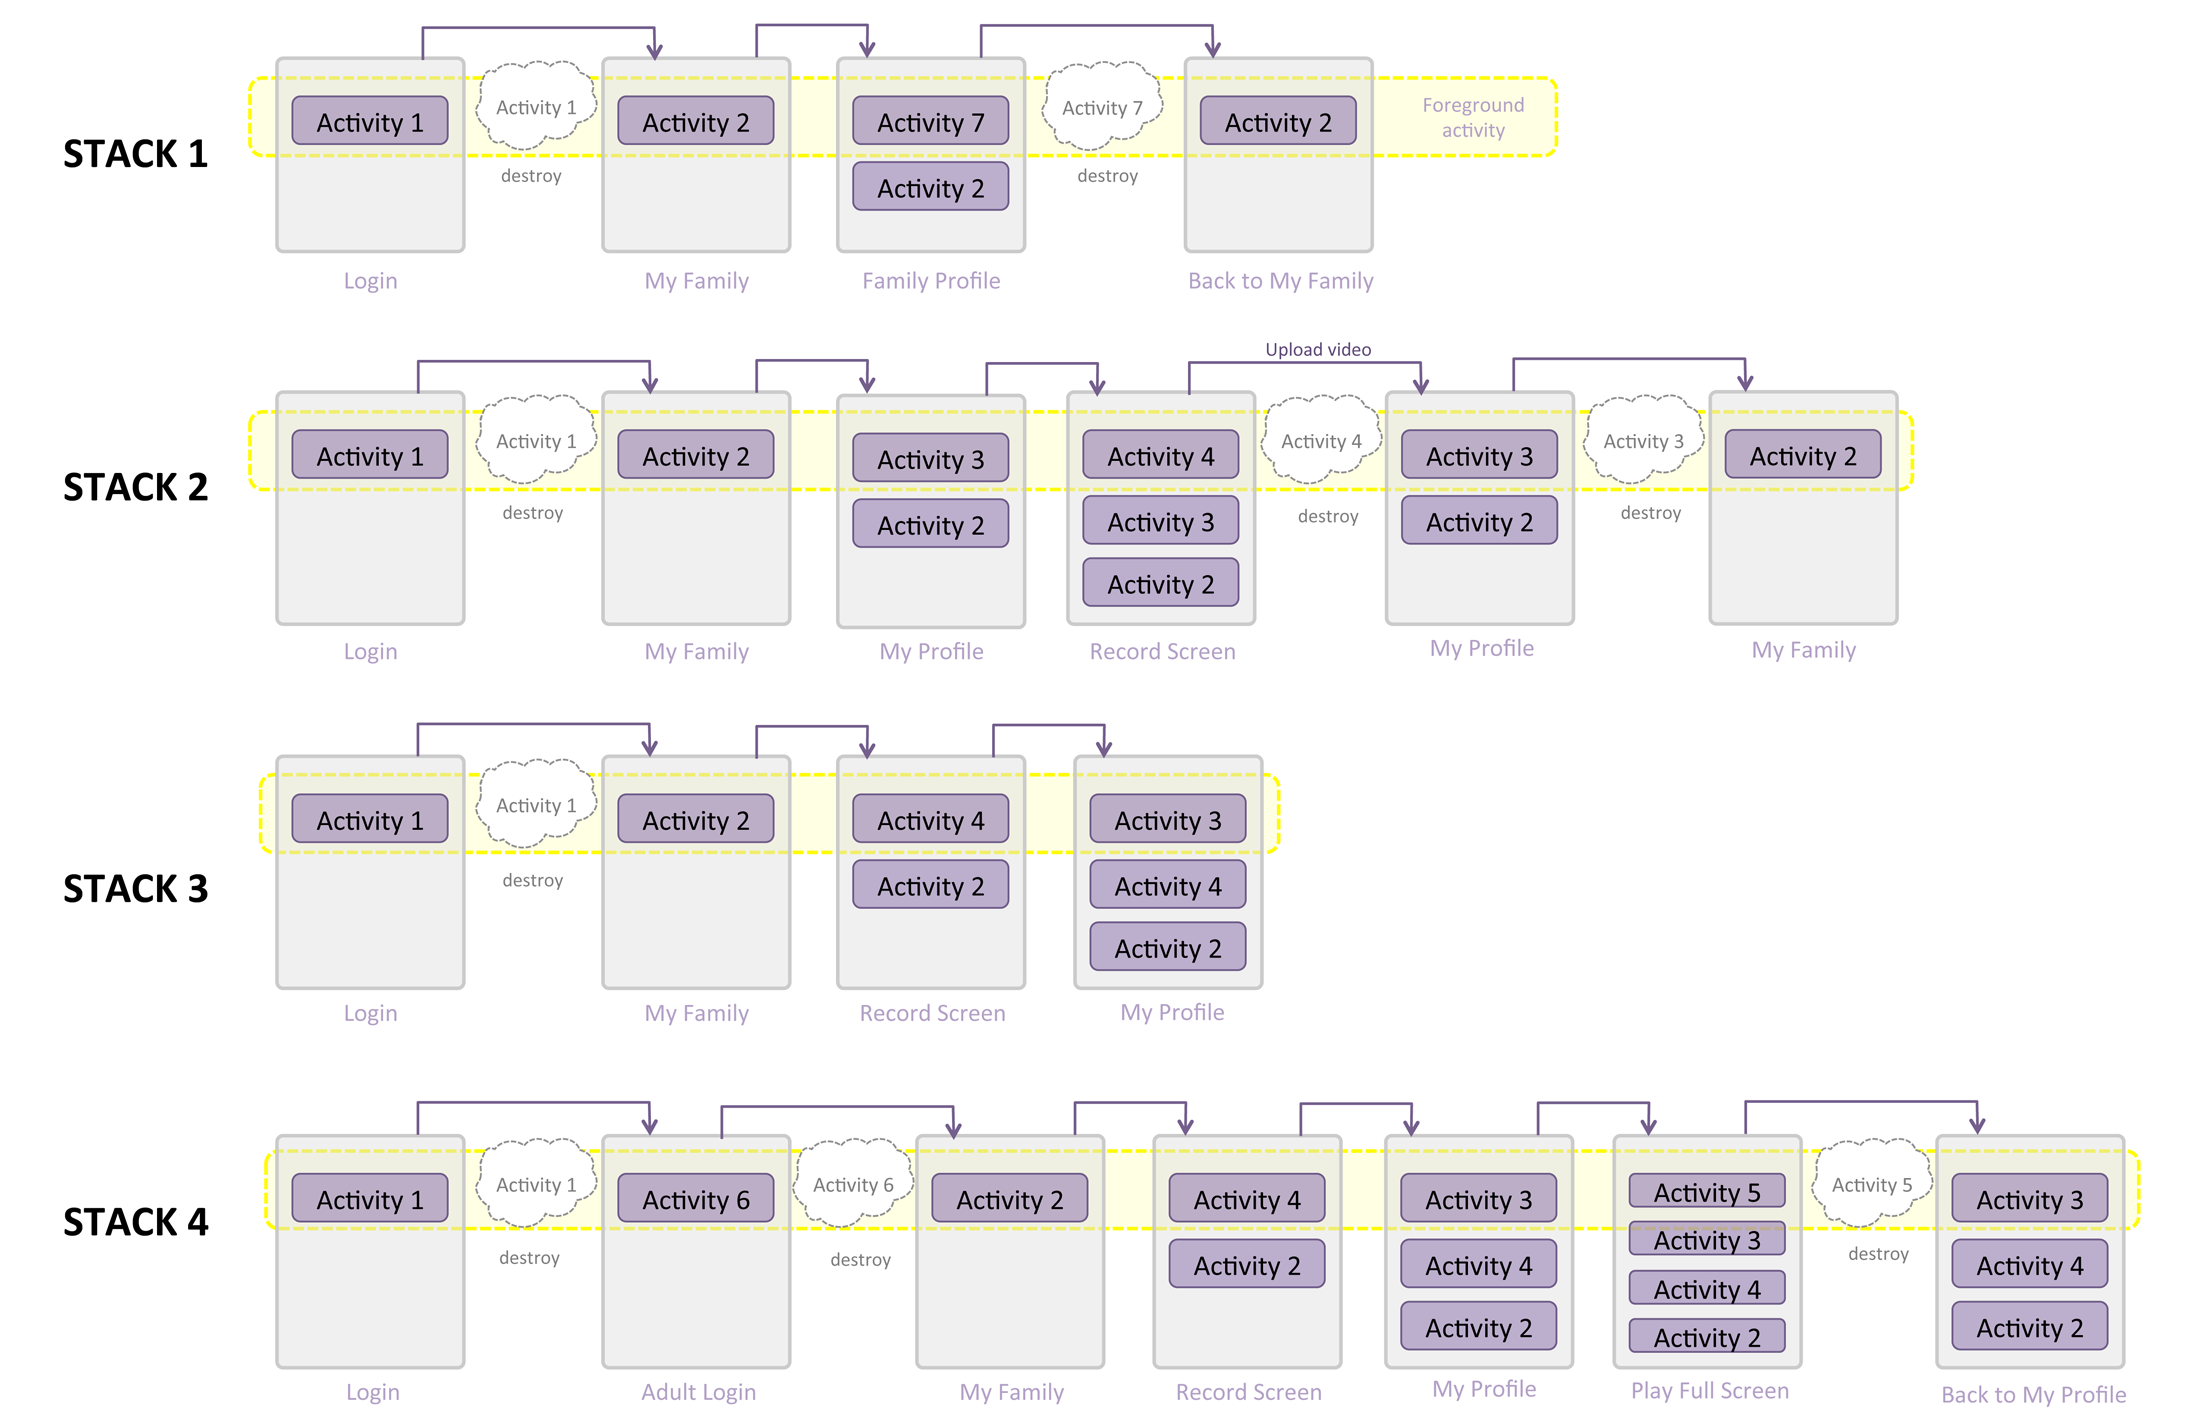 STACK 1
Activity 1
Activity 1
destroy
Activity 2
Activity 7
Activity 2
Activity 7
destroy
Activity 2
Foreground
activity
Login
My Family
Family Profile
Back to My Family
STACK 2
Upload video
Activity 1
Activity 1
destroy
Activity 2
Activity 3
Activity 2
Activity 4
Activity 3
Activity 2
Activity 4
destroy
Activity 3
Activity 2
Activity 3
destroy
Activity 2
Login
My Family
My Profile
Record Screen
My Profile
My Family
STACK 3
Activity 1
Activity 1
destroy
Activity 2
Activity 4
Activity 2
Activity 3
Activity 4
Activity 2
Login
My Family
Record Screen
My Profile
STACK 4
Activity 1
Activity 1
destroy
Activity 6
Activity 6
destroy
Activity 2
Activity 4
Activity 2
Activity 3
Activity 4
Activity 2
Activity 5
Activity 3
Activity 4
Activity 2
Activity 5
destroy
Activity 3
Activity 4
Activity 2
Login
Adult Login
My Family
Record Screen
My Profile
Play Full Screen
Back to My Profile